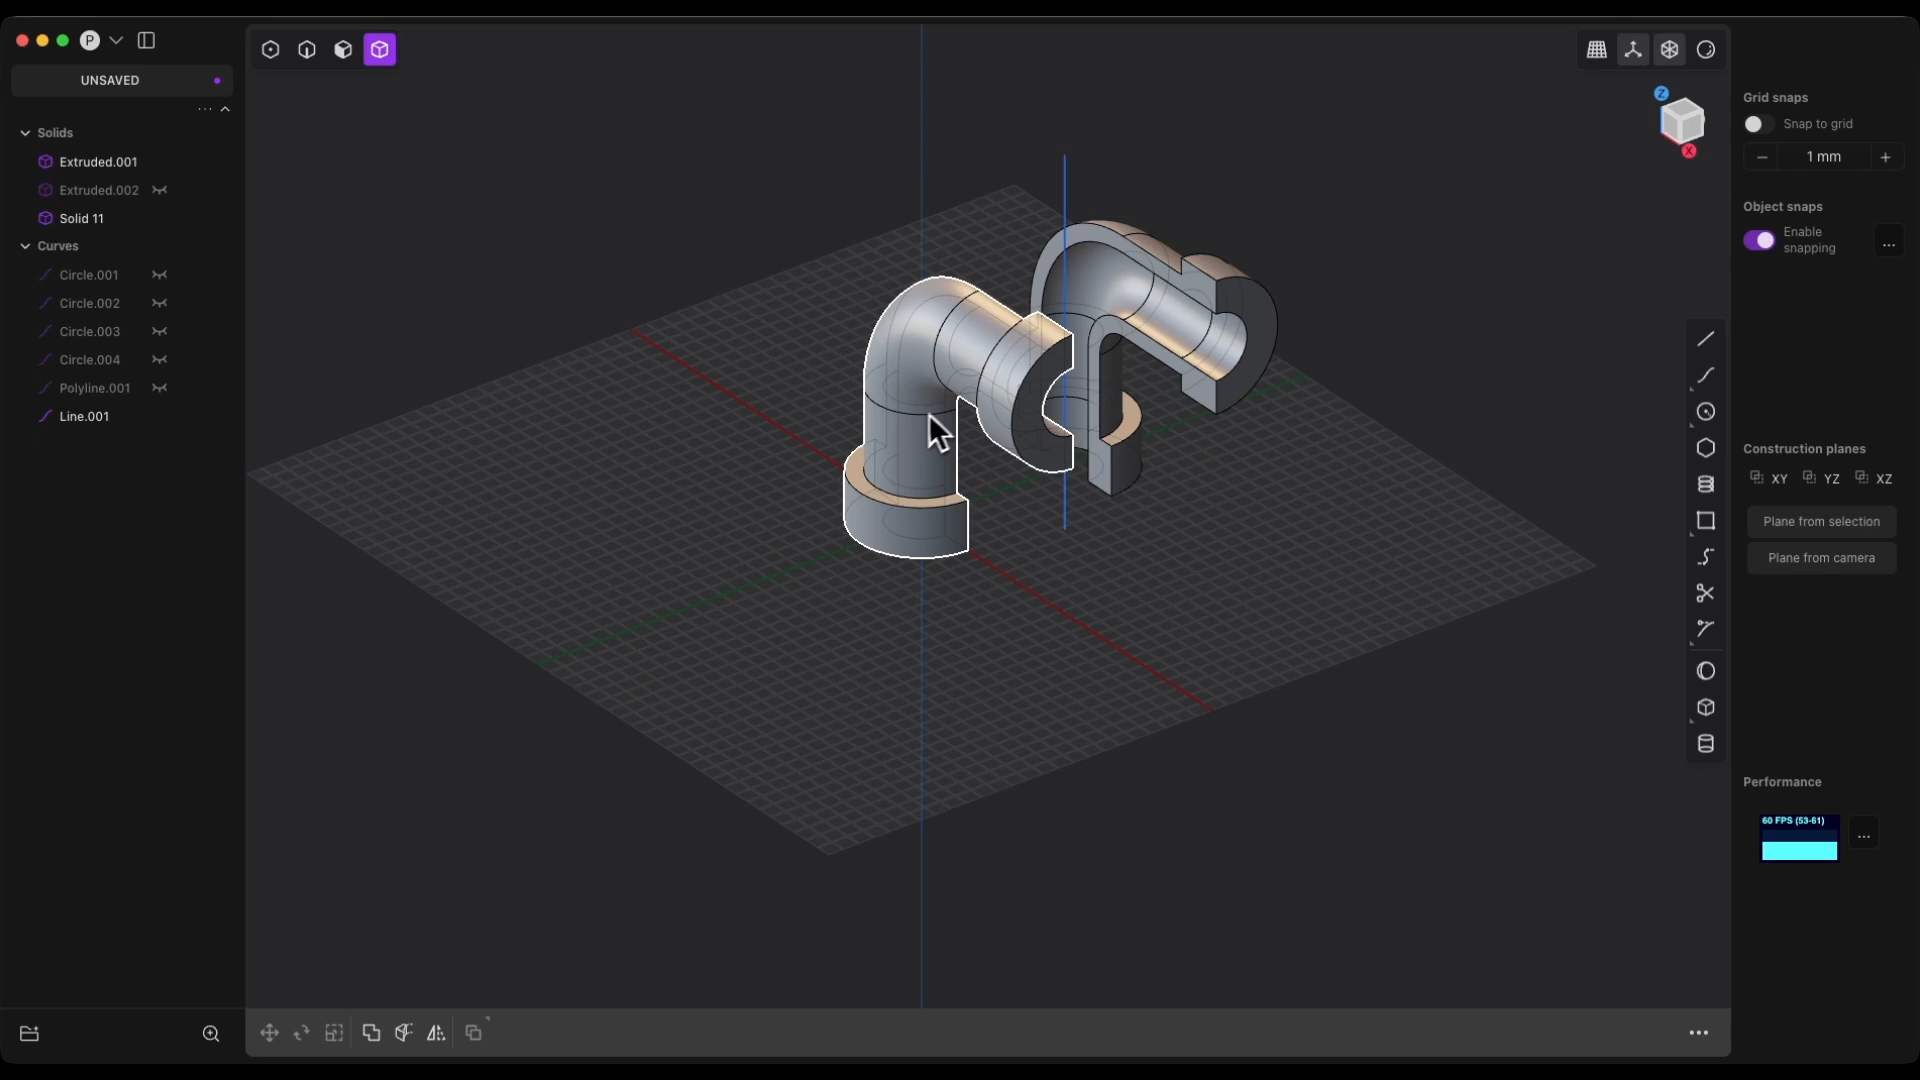 P
UNSAVED
Solids
Extruded.001
Extruded.002
Solid 11
Curves
Circle.001
Circle.002
Circle.003
Circle.004
Polyline.001
Line.001
Z
X
Grid snaps
Snap to grid
1 mm
Object snaps
Enable
snapping
Construction planes
XY YZ XZ
Plane from selection
Plane from camera
Performance
60 FPS (53-61)